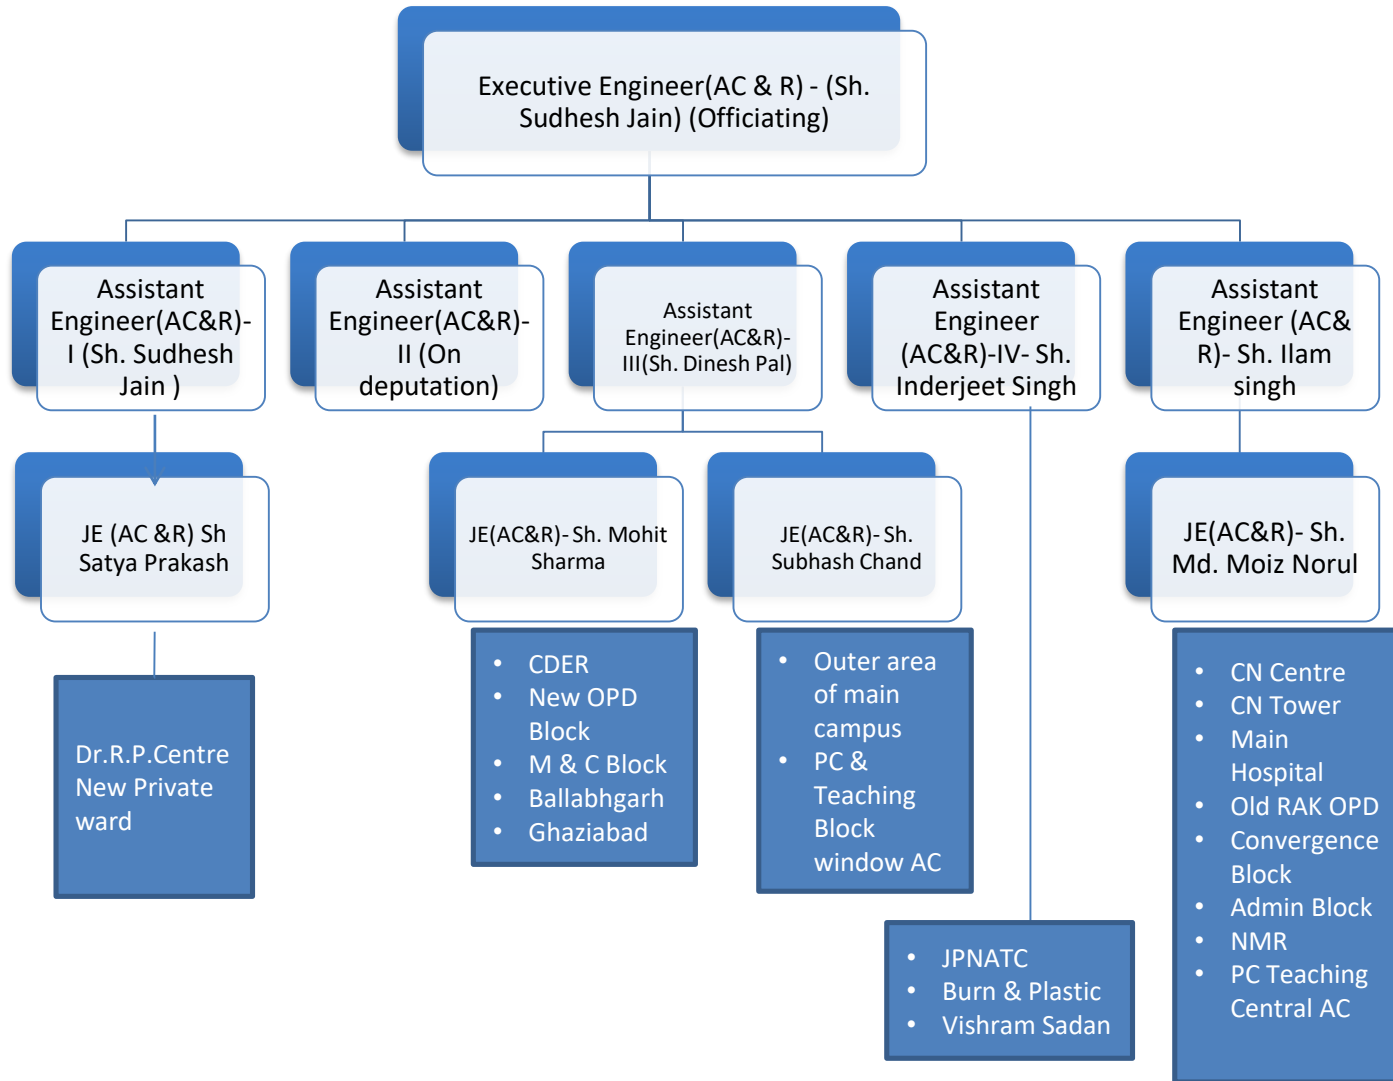 Executive Engineer(AC & R) - (Sh.
Sudhesh Jain) (Officiating)
Assistant
Engineer(AC&R)-
I (Sh. Sudhesh
Jain )
Assistant
Engineer(AC&R)-
II (On
deputation)
Assistant
Engineer(AC&R)-
III(Sh. Dinesh Pal)
Assistant
Engineer
(AC&R)-IV- Sh.
Inderjeet Singh
Assistant
Engineer (AC&
R)- Sh. Ilam
singh
JE (AC &R) Sh
Satya Prakash
JE(AC&R)- Sh. Mohit
Sharma
JE(AC&R)- Sh.
Subhash Chand
JE(AC&R)- Sh.
Md. Moiz Norul
Dr.R.P.Centre
New Private
ward
• CDER
• New OPD
Block
• M & C Block
• Ballabhgarh
• Ghaziabad
• Outer area
of main
campus
• PC &
Teaching
Block
window AC
• JPNATC
• Burn & Plastic
• Vishram Sadan
• CN Centre
• CN Tower
• Main
Hospital
• Old RAK OPD
• Convergence
Block
• Admin Block
• NMR
• PC Teaching
Central AC